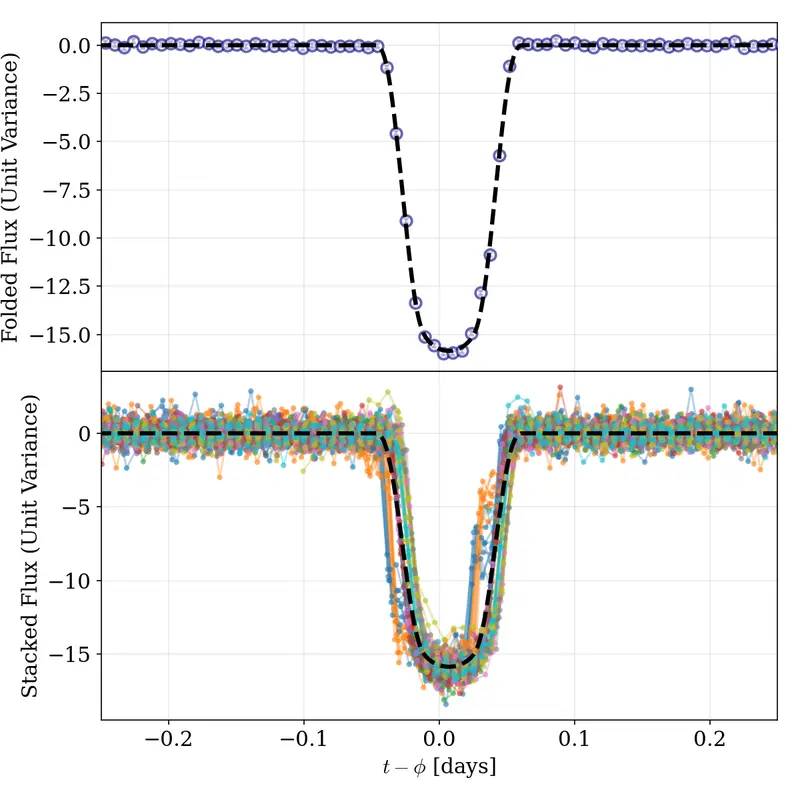 Folded Flux (Unit Variance)
0.0
−2.5
−5.0
−7.5
−10.0
−12.5
−15.0
Stacked Flux (Unit Variance)
0
−5
−10
−15
−0.2 −0.1 0.0 0.1 0.2
t − ϕ [days]